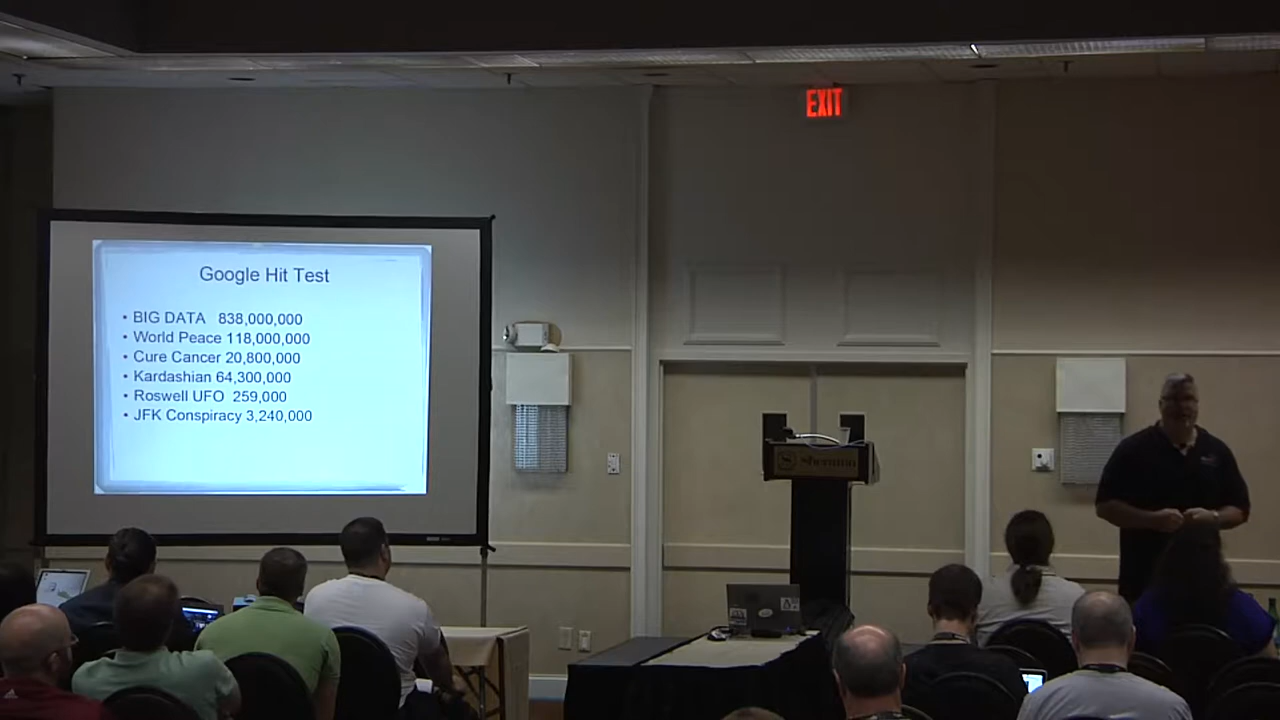 EXIT
Google Hit Test
• BIG DATA 838,000,000
• World Peace 118,000,000
• Cure Cancer 20,800,000
• Kardashian 64,300,000
• Roswell UFO 259,000
• JFK Conspiracy 3,240,000
Sheraton